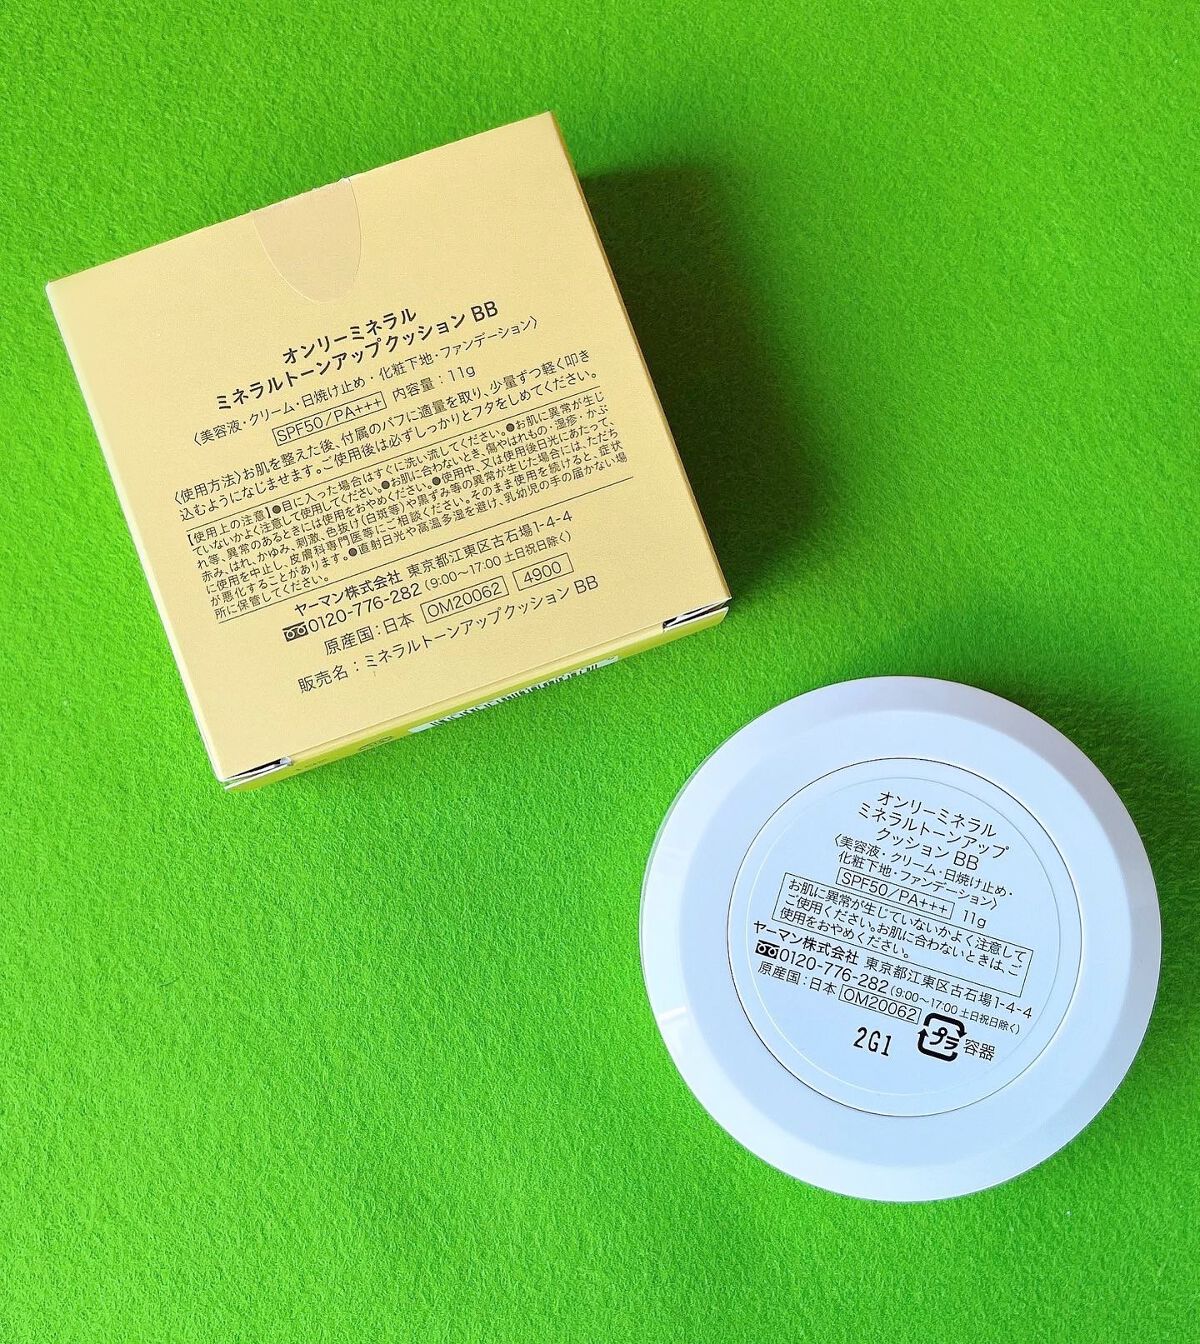 オンリーミネラル
ミネラルトーンアップクッション BB
〈美容液・クリーム・日焼け止め・化粧下地・ファンデーション〉
SPF50/PA+++ 内容量：11g
〈使用方法〉お肌を整えた後、付属のパフに適量を取り、少量ずつ軽く叩き
込むようになじませます。ご使用後は必ずしっかりとフタをしめてください。
【使用上の注意】●目に入った場合はすぐに洗い流してください。●お肌に異常が生じ
ていないかよく注意して使用してください。●お肌に合わないとき、傷やはれもの・湿疹・かぶ
れ等、異常のあるときには使用をおやめください。●使用中、又は使用後日光にあたって、
赤み、はれ、かゆみ、刺激、色抜け(白斑等)や黒ずみ等の異常が生じた場合には、ただち
に使用を中止し、皮膚科専門医等にご相談ください。そのまま使用を続けると、症状
が悪化することがあります。●直射日光や高温多湿を避け、乳幼児の手の届かない場
所に保管してください。
ヤーマン株式会社 東京都江東区古石場1-4-4
0120-776-282 (9:00〜17:00 土日祝日除く)
原産国：日本 OM20062 4900
販売名：ミネラルトーンアップクッション BB
オンリーミネラル
ミネラルトーンアップ
クッション BB
〈美容液・クリーム・日焼け止め・
化粧下地・ファンデーション〉
SPF50/PA+++ 11g
お肌に異常が生じていないかよく注意して
ご使用ください。お肌に合わないときは、ご
使用をおやめください。
ヤーマン株式会社 東京都江東区古石場1-4-4
0120-776-282 (9:00〜17:00 土日祝日除く)
原産国：日本 OM20062
2G1 プラ 容器